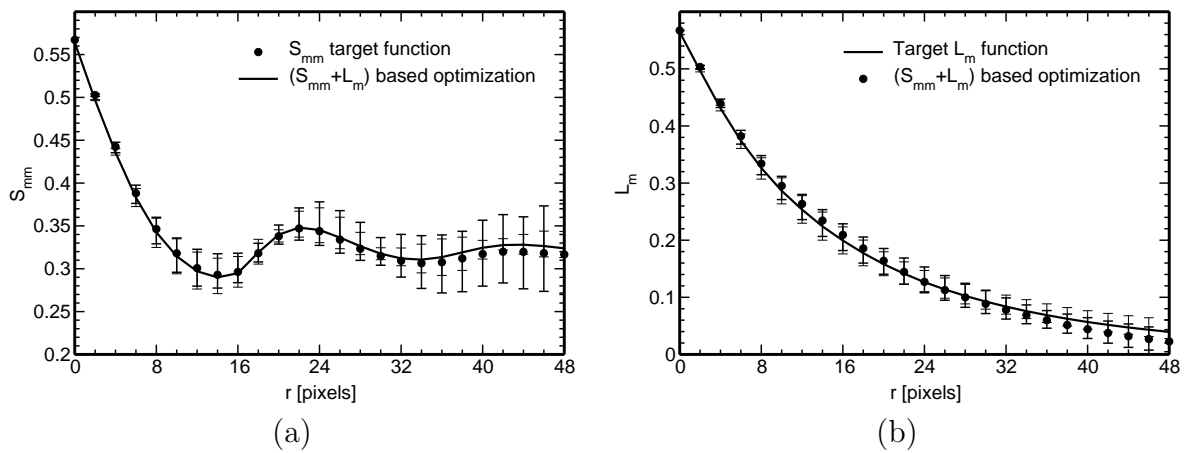 0.55
0.5
0.45
0.4
0.35
0.3
0.25
0.2
S_mm
S_mm target function
(S_mm+L_m) based optimization
0 8 16 24 32 40 48
r [pixels]
(a)
0.5
0.4
0.3
0.2
0.1
0
L_m
Target L_m function
(S_mm+L_m) based optimization
0 8 16 24 32 40 48
r [pixels]
(b)